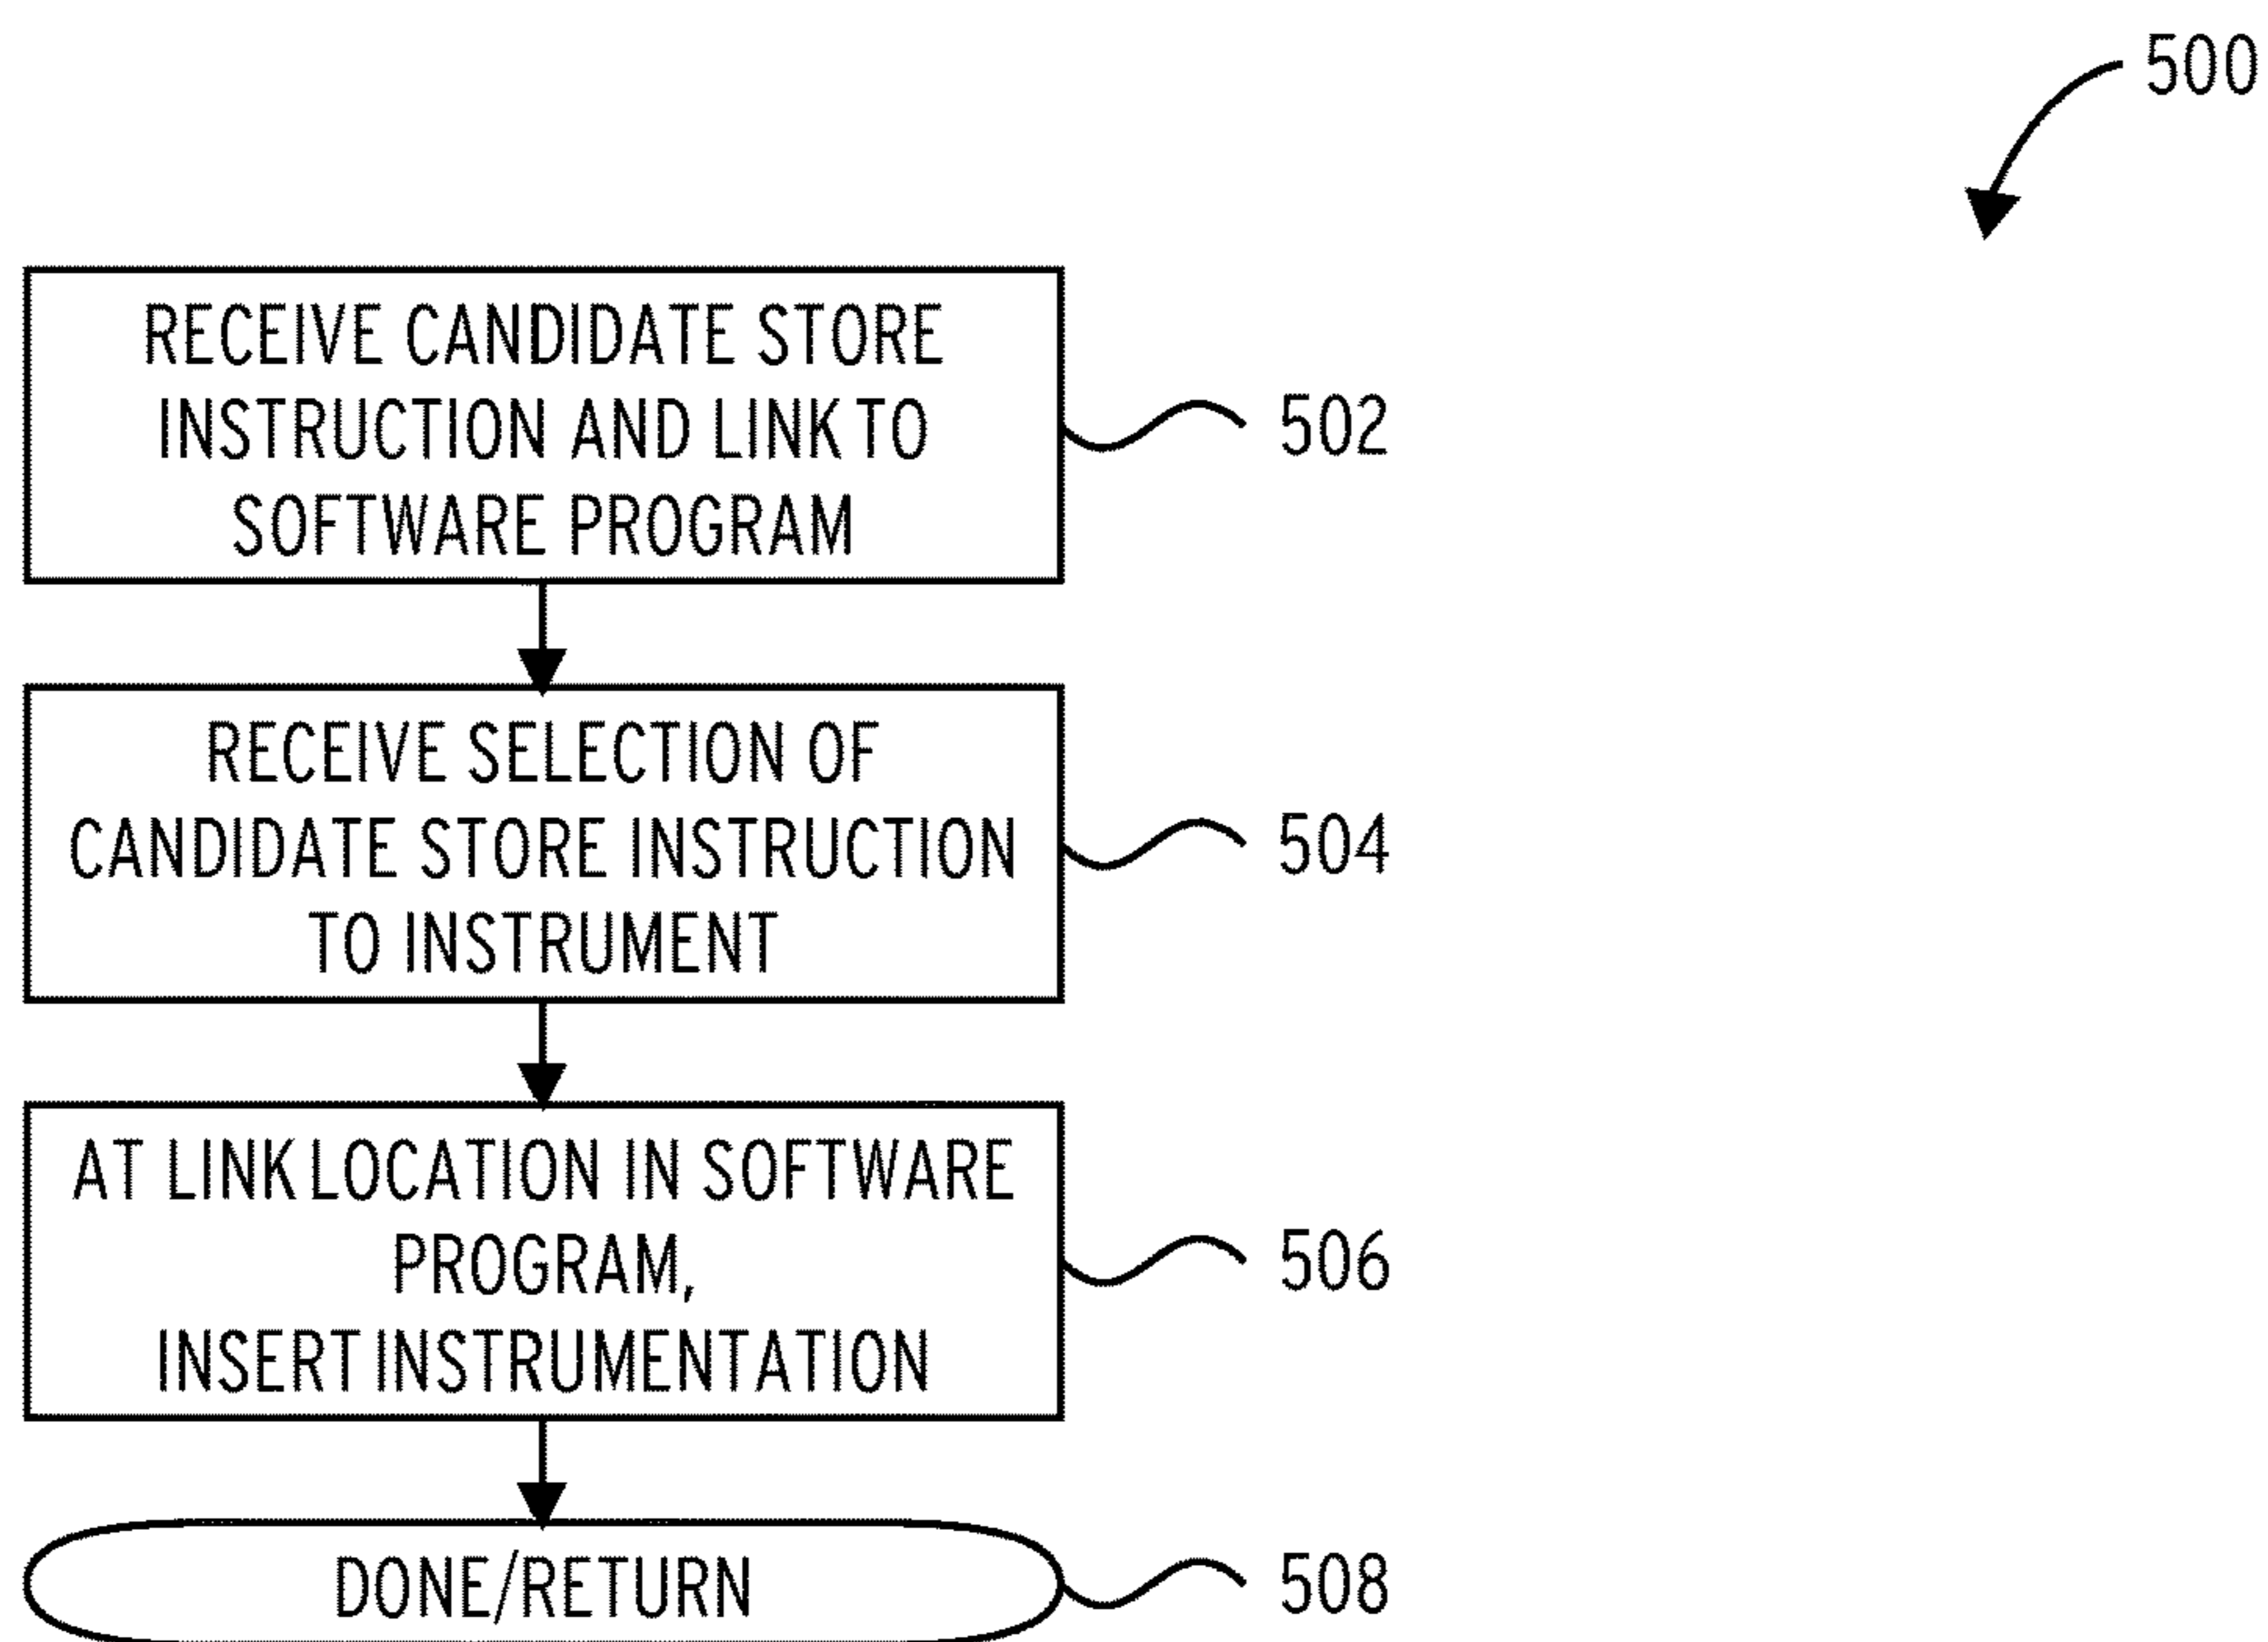 500
RECEIVE CANDIDATE STORE
INSTRUCTION AND LINK TO
SOFTWARE PROGRAM
502
RECEIVE SELECTION OF
CANDIDATE STORE INSTRUCTION
TO INSTRUMENT
504
AT LINK LOCATION IN SOFTWARE
PROGRAM,
INSERT INSTRUMENTATION
506
DONE/RETURN
508